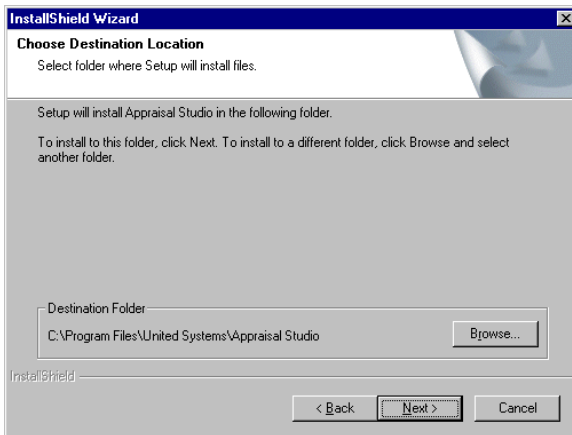 InstallShield Wizard
Choose Destination Location
Select folder where Setup will install files.
Setup will install Appraisal Studio in the following folder.
To install to this folder, click Next. To install to a different folder, click Browse and select
another folder.
Destination Folder
C:\Program Files\United Systems\Appraisal Studio
Browse...
InstallShield
< Back
Next >
Cancel